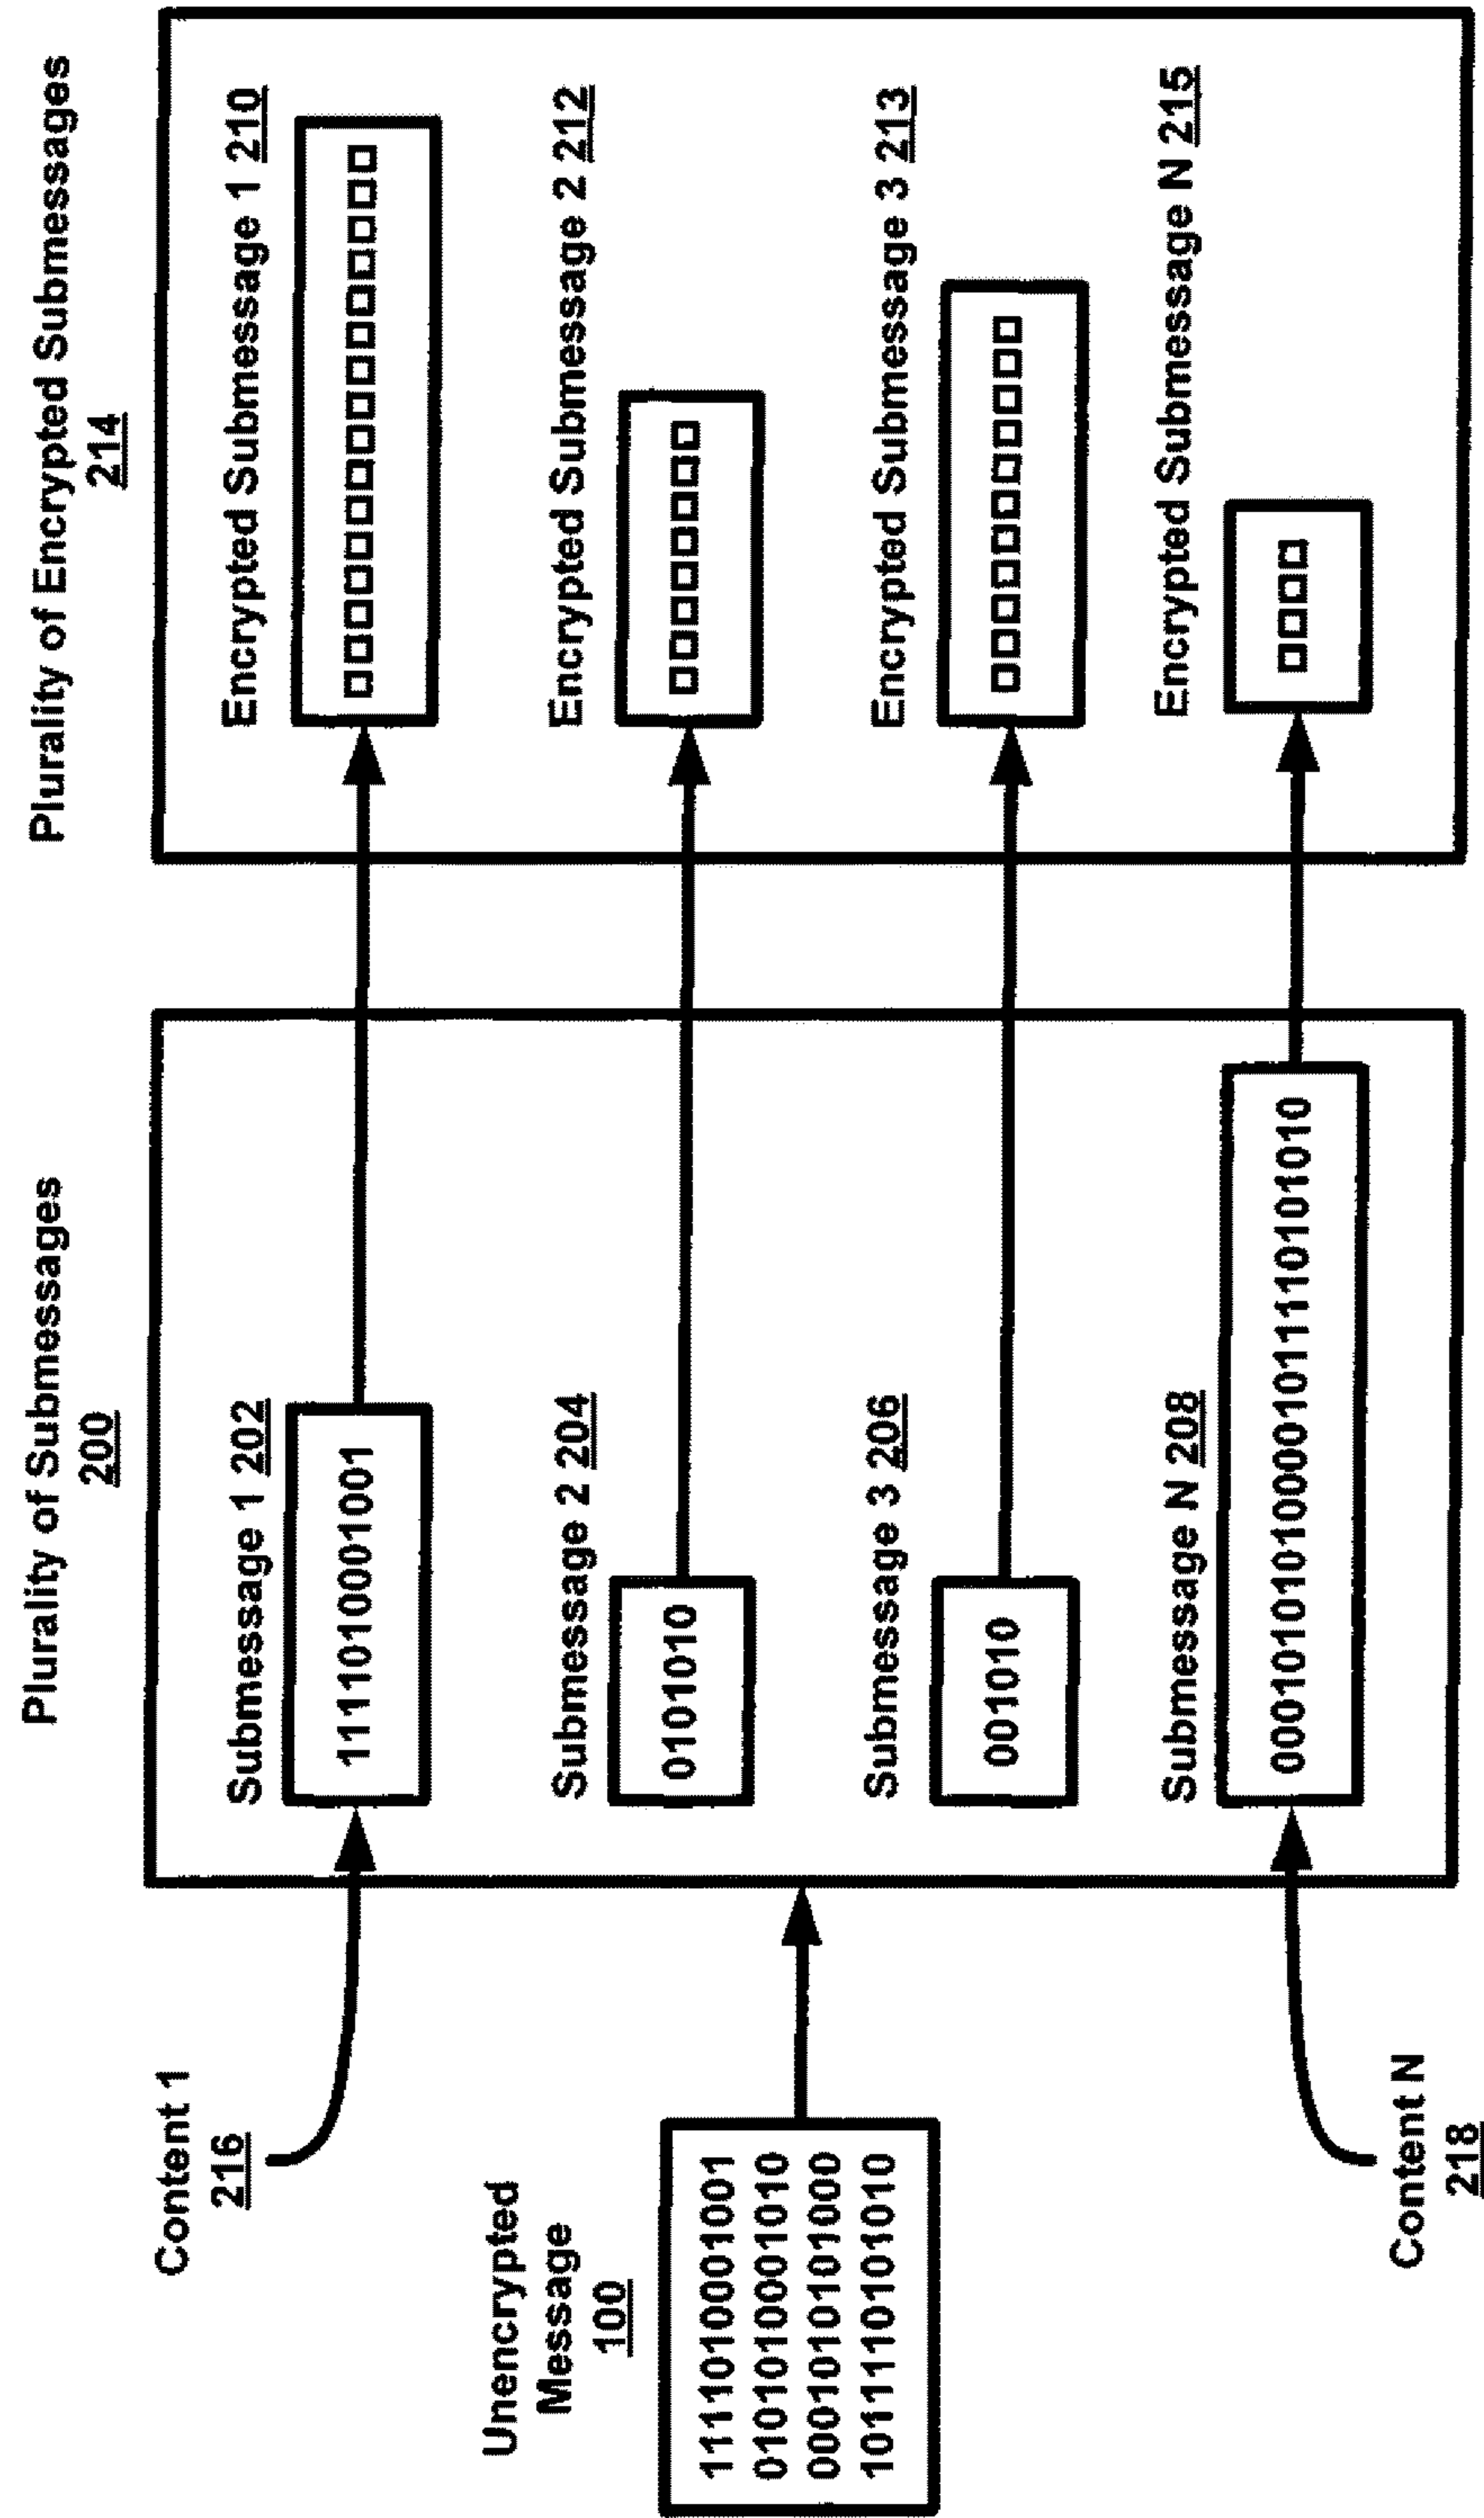 Plurality of Submessages
200
Plurality of Encrypted Submessages
214
Content 1
216
Submessage 1 202
1111010001001
Encrypted Submessage 1 210
Unencrypted
Message
100
1111010001001
0101010001010
0001010101000
1011110101010
Submessage 2 204
0101010
Encrypted Submessage 2 212
Submessage 3 206
001010
Encrypted Submessage 3 213
Submessage N 208
000101010100001011110101010
Encrypted Submessage N 215
Content N
218